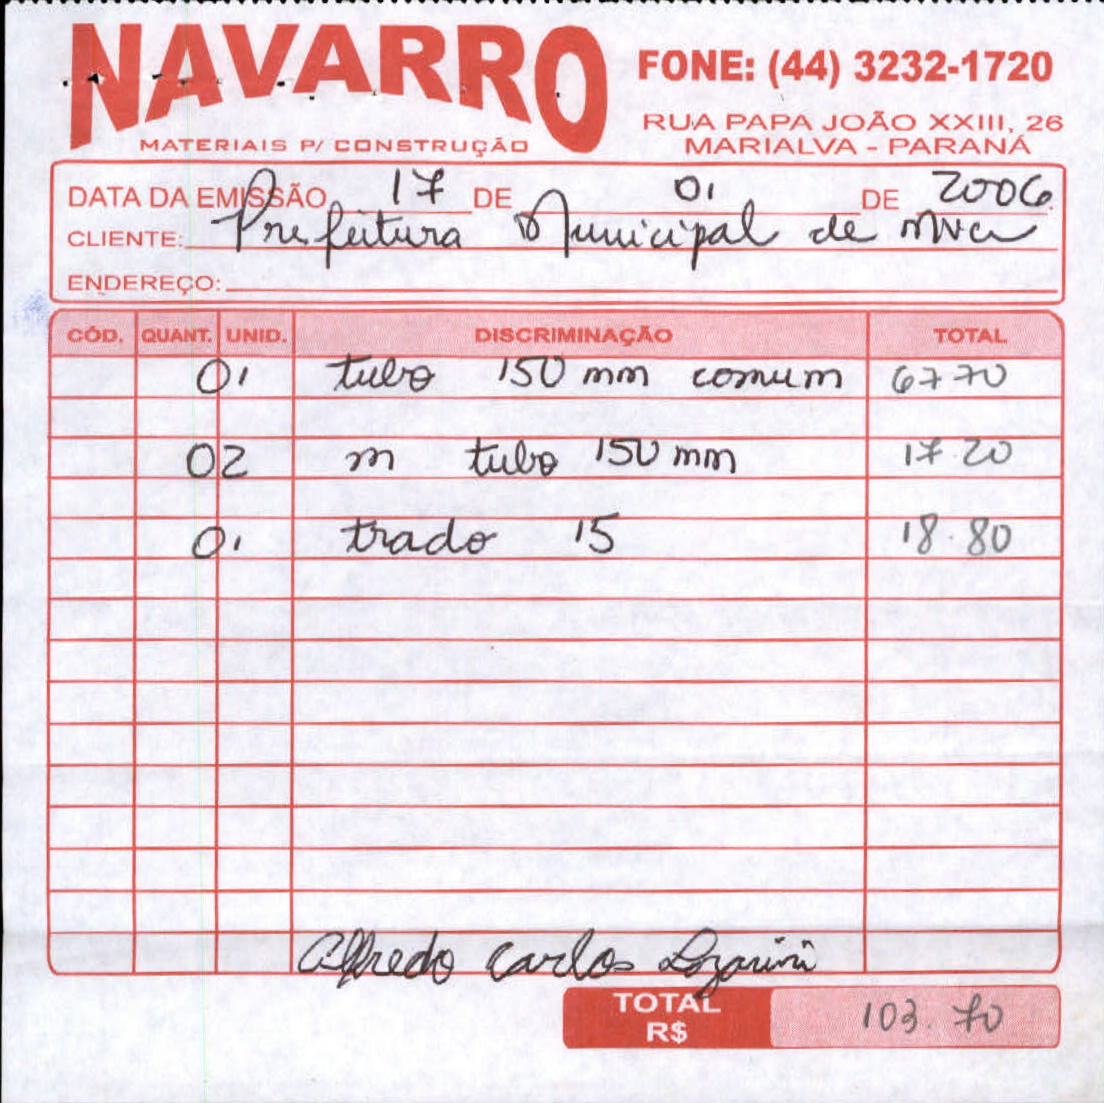 NAVARRO
MATERIAIS P/ CONSTRUÇÃO
FONE: (44) 3232-1720
RUA PAPA JOÃO XXIII, 26
MARIALVA - PARANÁ
DATA DA EMISSÃO 17 DE 01 DE 2006
CLIENTE: Prefeitura Municipal de mva
ENDEREÇO:
CÓD. QUANT. UNID. DISCRIMINAÇÃO TOTAL
01 tubo 150 mm comum 67 70
02 m tubo 150 mm 17.20
01 trado 15 18.80
Alfredo Carlos
TOTAL
R$ 103.70